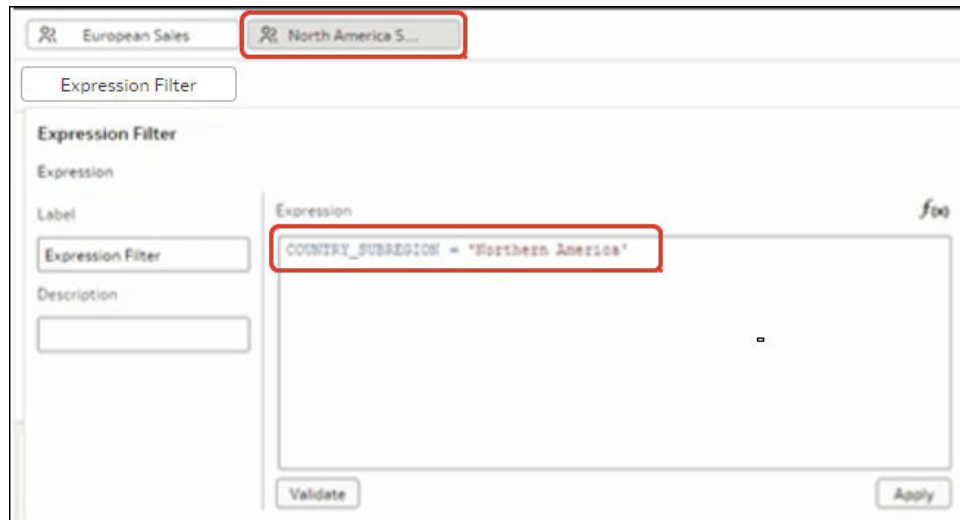 European Sales North America S...
Expression Filter
Expression Filter
Expression
Label Expression f(x)
Expression Filter COUNTRY_SUBREGION = 'Northern America'
Description
Validate Apply